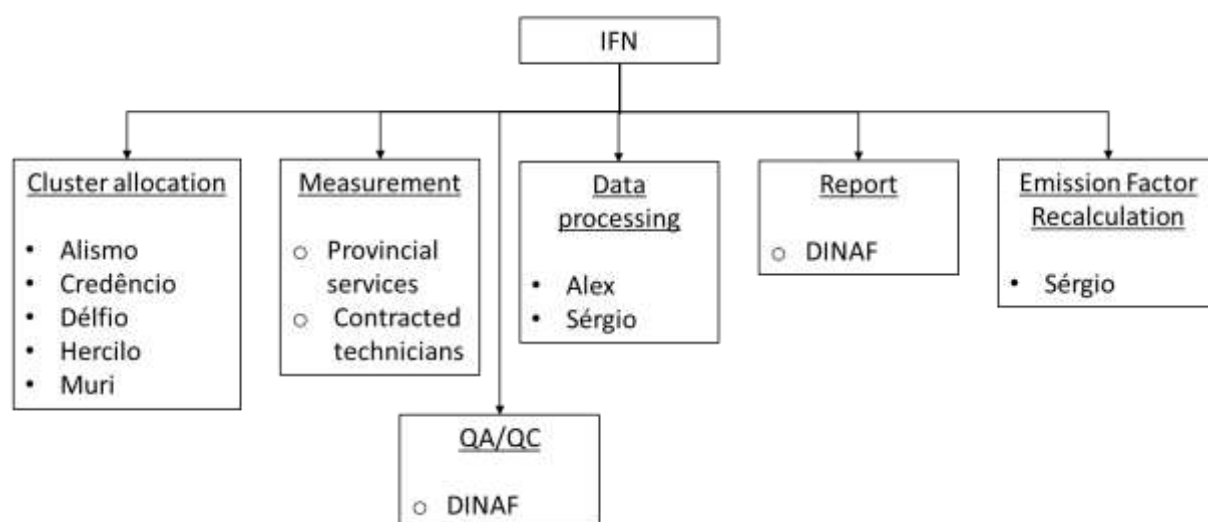 IFN
Cluster allocation
• Alismo
• Credêncio
• Délfio
• Hercilo
• Muri
Measurement
○ Provincial
services
○ Contracted
technicians
Data
processing
• Alex
• Sérgio
Report
○ DINAF
Emission Factor
Recalculation
• Sérgio
QA/QC
○ DINAF